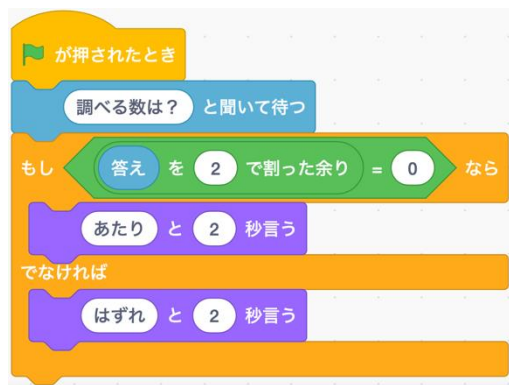 が押されたとき
調べる数は? と聞いて待つ
もし 答え を 2 で割った余り = 0 なら
あたり と 2 秒言う
でなければ
はずれ と 2 秒言う